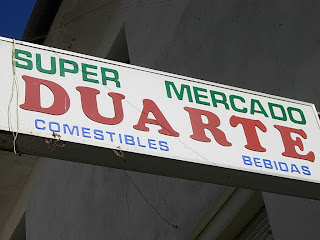 SUPER MERCADO
DUARTE
COMESTIBLES BEBIDAS